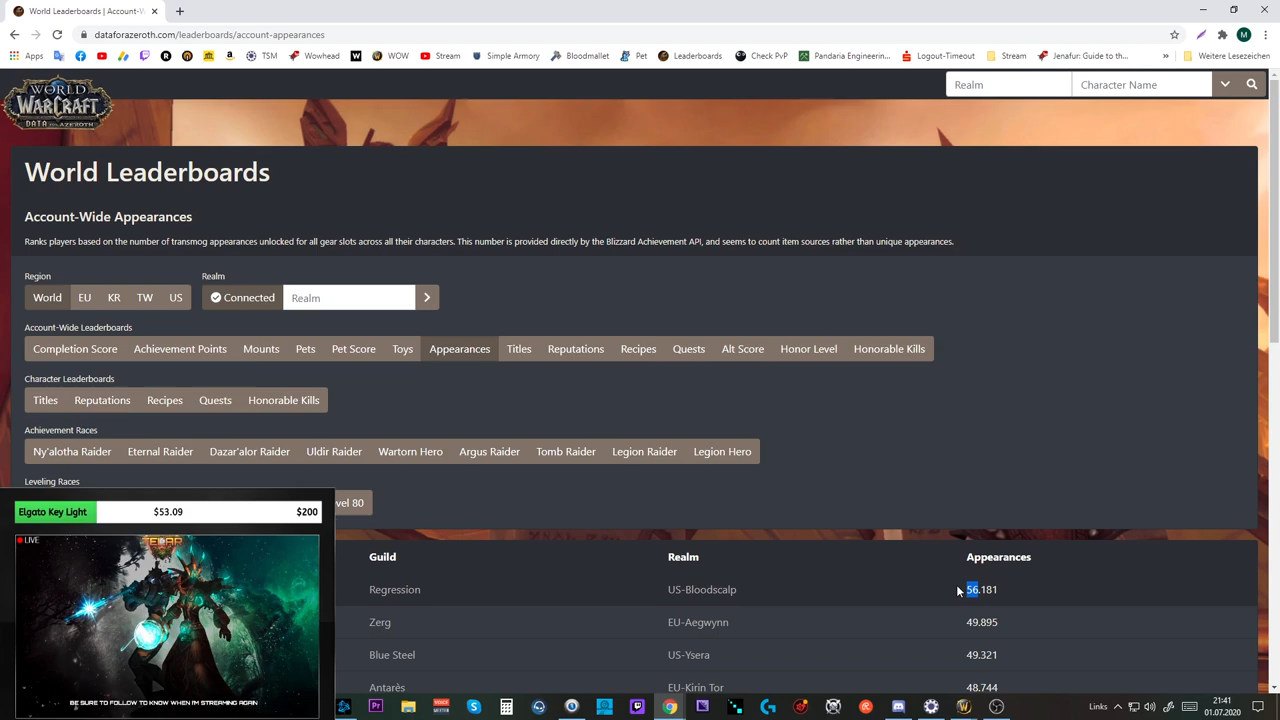 World Leaderboards | Account-W
dataforazeroth.com/leaderboards/account-appearances
M
Apps
TSM
Wowhead
WOW
Stream
Simple Armory
Bloodmallet
Pet
Leaderboards
Check PvP
Pandaria Engineerin...
Logout-Timeout
Stream
Jenafur: Guide to th...
»
Weitere Lesezeichen
WORLD
WARCRAFT
DATA for AZEROTH
Realm
Character Name
World Leaderboards
Account-Wide Appearances
Ranks players based on the number of transmog appearances unlocked for all gear slots across all their characters. This number is provided directly by the Blizzard Achievement API, and seems to count item sources rather than unique appearances.
Region
Realm
World EU KR TW US
Connected
Realm
Account-Wide Leaderboards
Completion Score Achievement Points Mounts Pets Pet Score Toys Appearances Titles Reputations Recipes Quests Alt Score Honor Level Honorable Kills
Character Leaderboards
Titles Reputations Recipes Quests Honorable Kills
Achievement Races
Ny'alotha Raider Eternal Raider Dazar'alor Raider Uldir Raider Wartorn Hero Argus Raider Tomb Raider Legion Raider Legion Hero
Leveling Races
vel 80
Elgato Key Light $53.09 $200
LIVE
BE SURE TO FOLLOW TO KNOW WHEN I'M STREAMING AGAIN
Guild Realm Appearances
Regression US-Bloodscalp 56.181
Zerg EU-Aegwynn 49.895
Blue Steel US-Ysera 49.321
Antarès EU-Kirin Tor 48.744
Links
21:41
01.07.2020